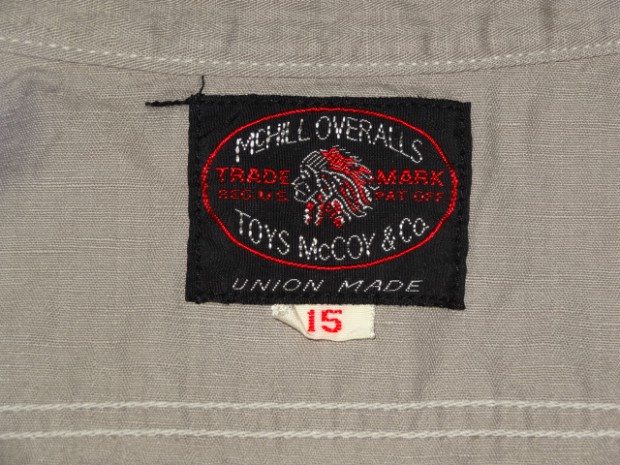 McHILL OVERALLS
TRADE MARK
REG. U.S. PAT. OFF
TOYS McCOY & Co.
UNION MADE
15